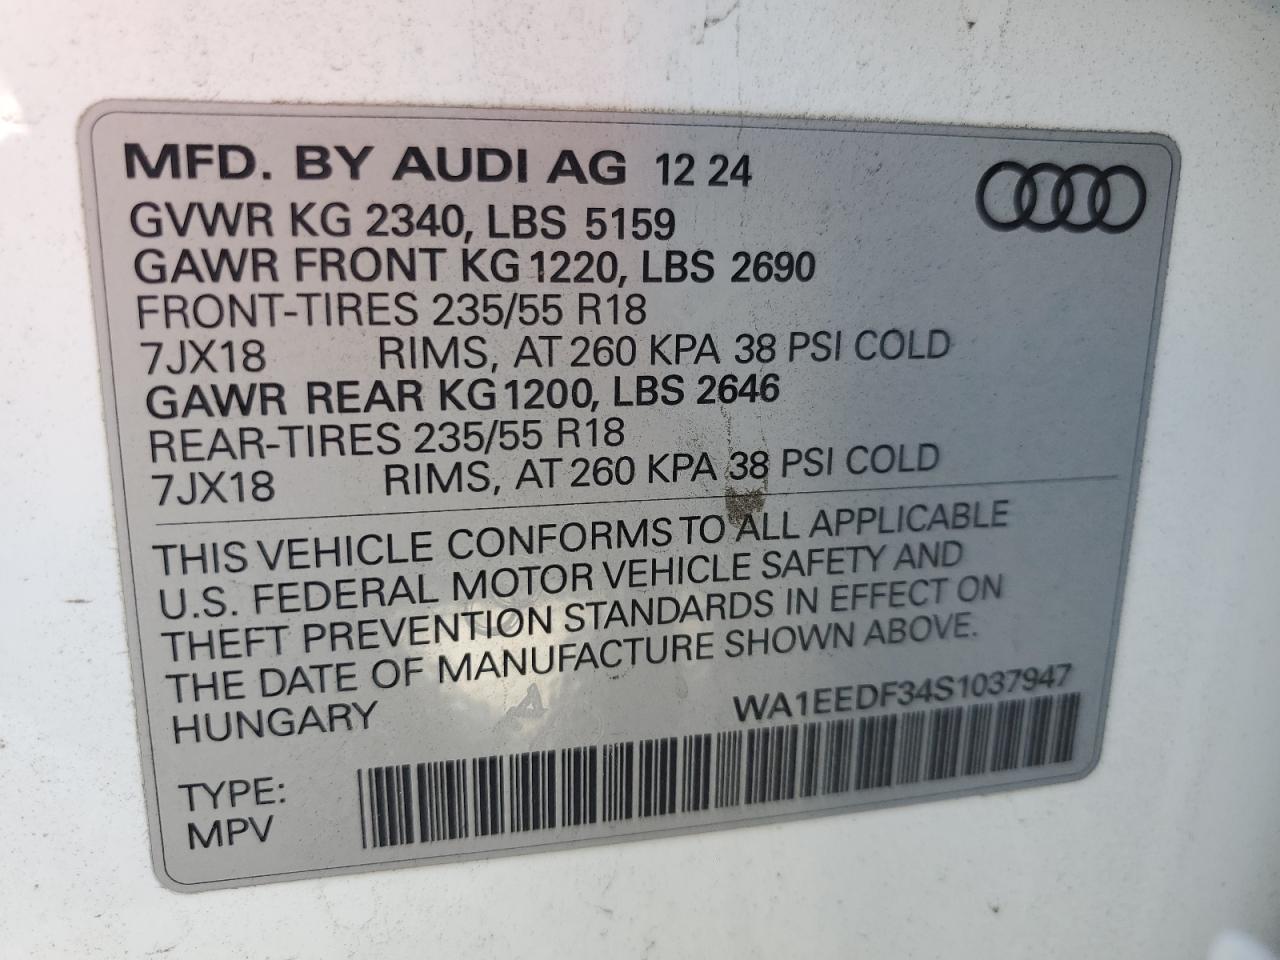 MFD. BY AUDI AG 12 24
GVWR KG 2340, LBS 5159
GAWR FRONT KG 1220, LBS 2690
FRONT-TIRES 235/55 R18
7JX18 RIMS, AT 260 KPA 38 PSI COLD
GAWR REAR KG 1200, LBS 2646
REAR-TIRES 235/55 R18
7JX18 RIMS, AT 260 KPA 38 PSI COLD
THIS VEHICLE CONFORMS TO ALL APPLICABLE
U.S. FEDERAL MOTOR VEHICLE SAFETY AND
THEFT PREVENTION STANDARDS IN EFFECT ON
THE DATE OF MANUFACTURE SHOWN ABOVE.
HUNGARY WA1EEDF34S1037947
TYPE:
MPV